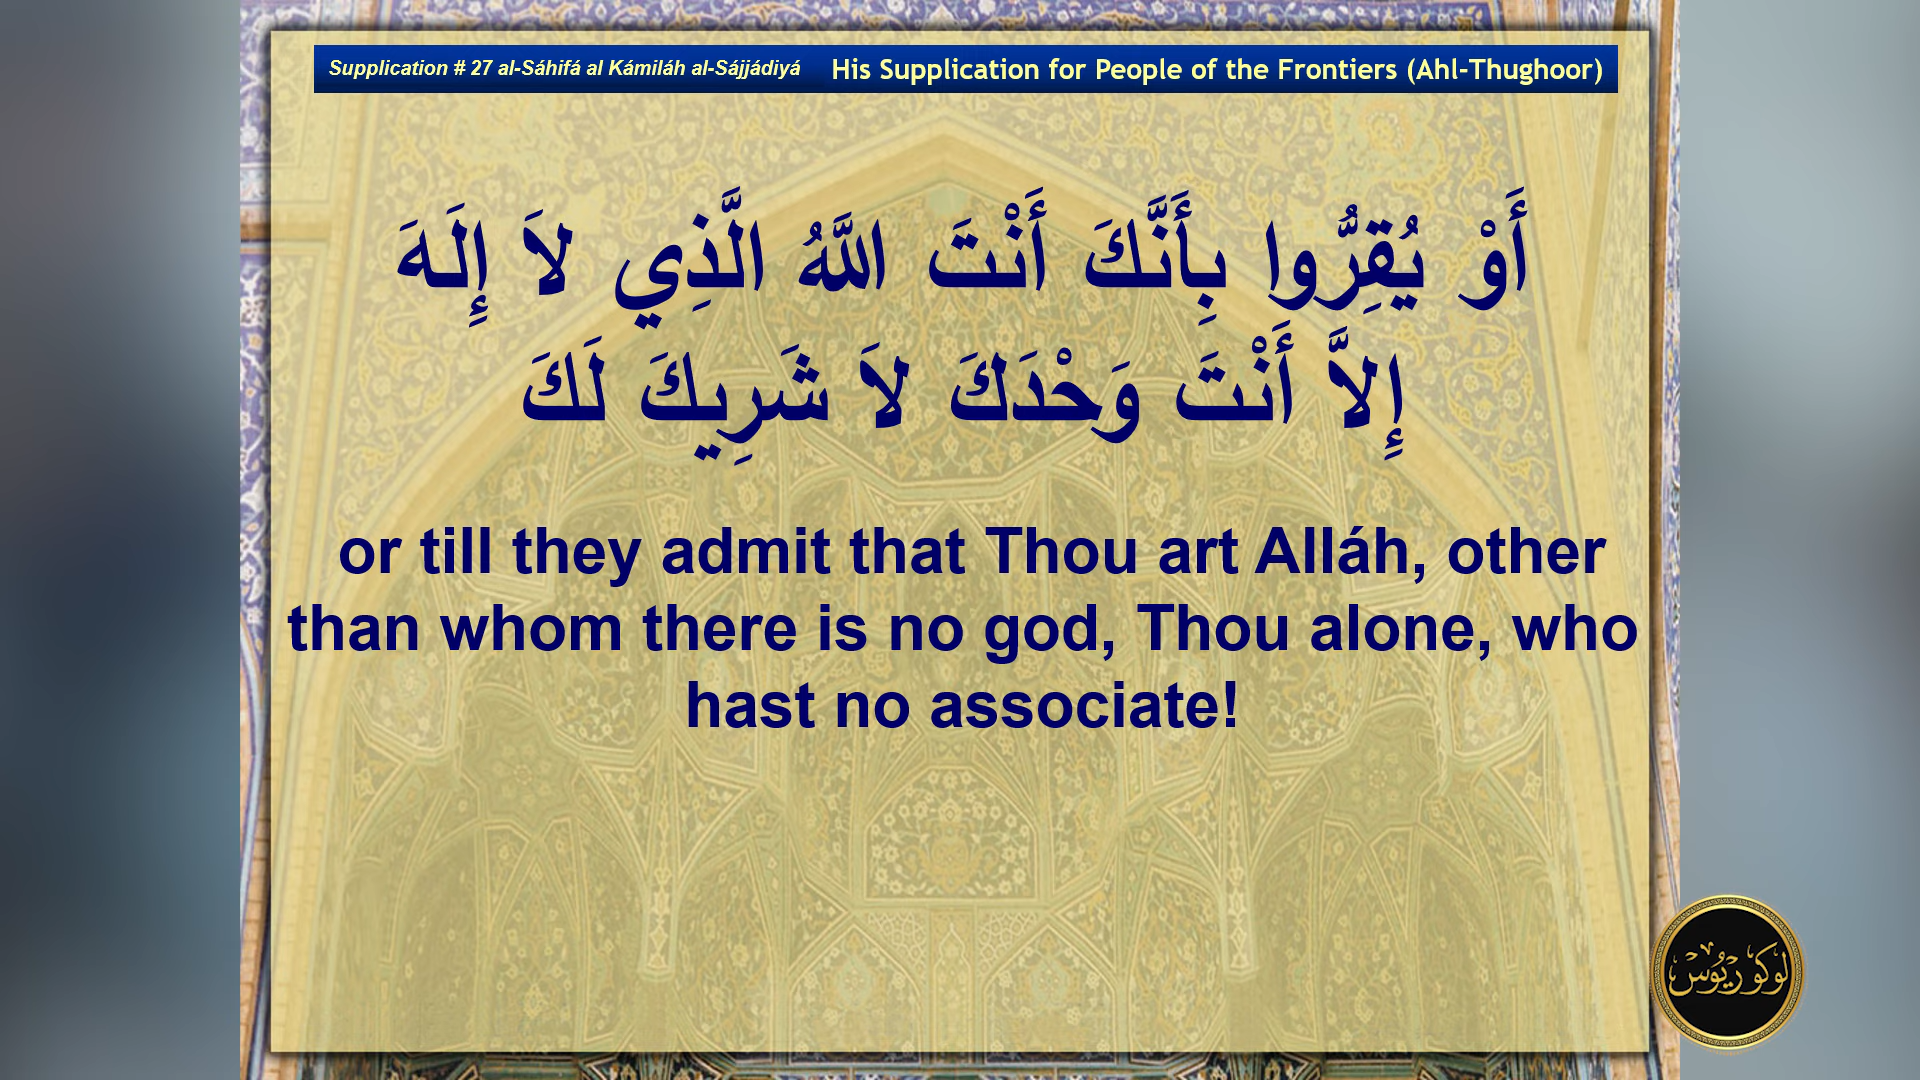 Supplication # 27 al-Sáhifá al Kámiláh al-Sájjádiyá His Supplication for People of the Frontiers (Ahl-Thughoor)
أَوْ يُقِرُّوا بِأَنَّكَ أَنْتَ اللَّهُ الَّذِي لاَ إِلَهَ
إِلاَّ أَنْتَ وَحْدَكَ لاَ شَرِيكَ لَكَ
or till they admit that Thou art Alláh, other
than whom there is no god, Thou alone, who
hast no associate!